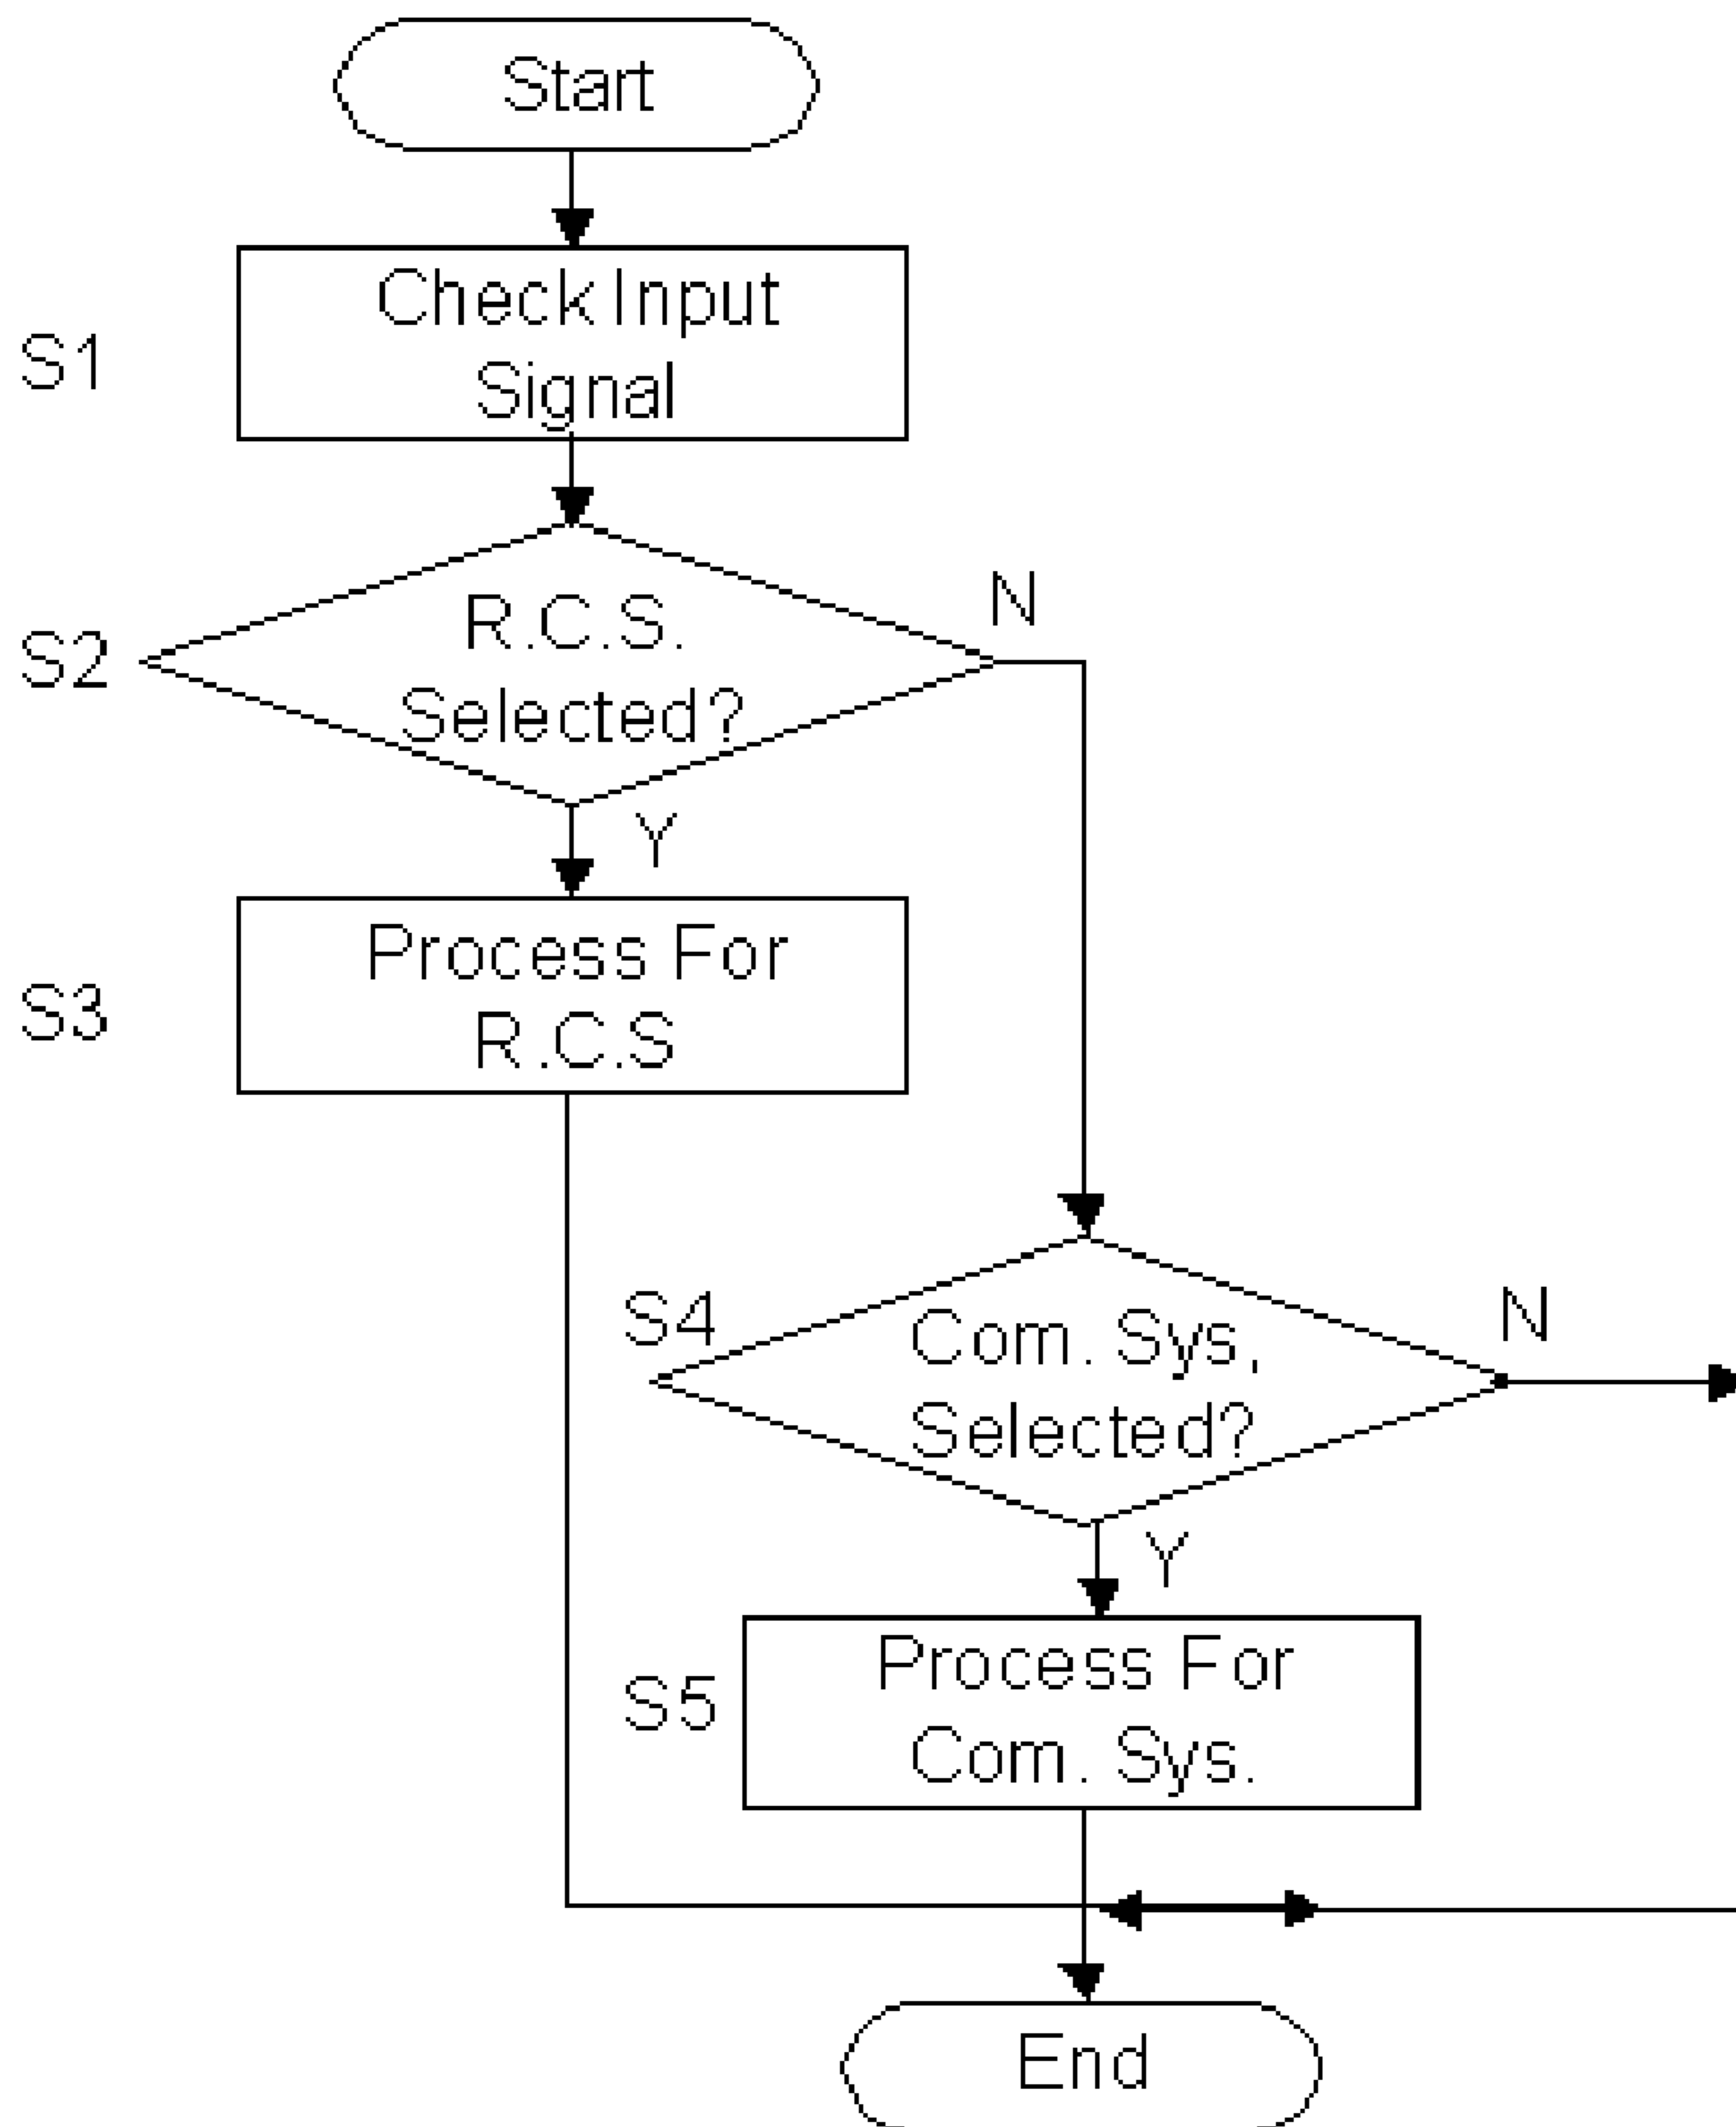 Start
Check Input
Signal
S1
R.C.S.
Selected?
S2
N
Y
Process For
R.C.S
S3
S4
Com. Sys,
Selected?
N
Y
Process For
Com. Sys.
S5
End